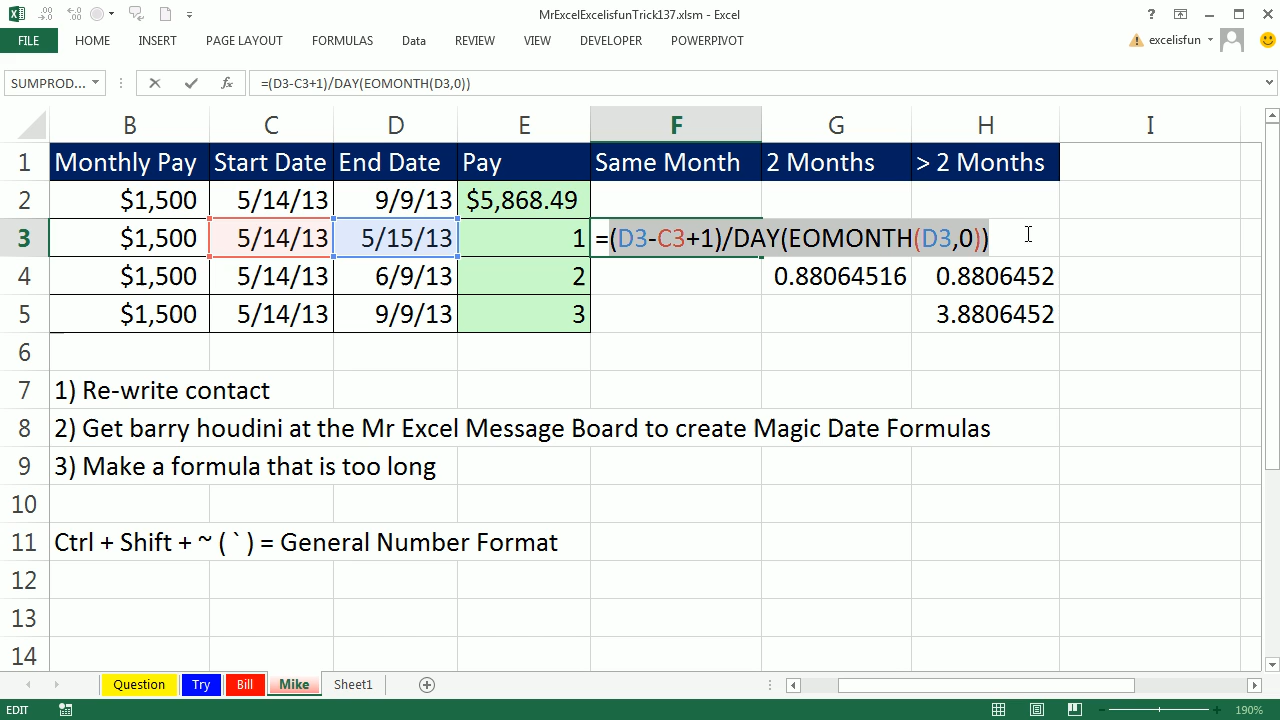 MrExcelExcelisfunTrick137.xlsm - Excel
FILE HOME INSERT PAGE LAYOUT FORMULAS Data REVIEW VIEW DEVELOPER POWERPIVOT excelisfun
SUMPROD... =(D3-C3+1)/DAY(EOMONTH(D3,0))
B C D E F G H I
1 Monthly Pay Start Date End Date Pay Same Month 2 Months > 2 Months
2 $1,500 5/14/13 9/9/13 $5,868.49
3 $1,500 5/14/13 5/15/13 1 =(D3-C3+1)/DAY(EOMONTH(D3,0))
4 $1,500 5/14/13 6/9/13 2 0.88064516 0.8806452
5 $1,500 5/14/13 9/9/13 3 3.8806452
6
7 1) Re-write contact
8 2) Get barry houdini at the Mr Excel Message Board to create Magic Date Formulas
9 3) Make a formula that is too long
10
11 Ctrl + Shift + ~ ( ` ) = General Number Format
12
13
14
Question Try Bill Mike Sheet1
EDIT 190%